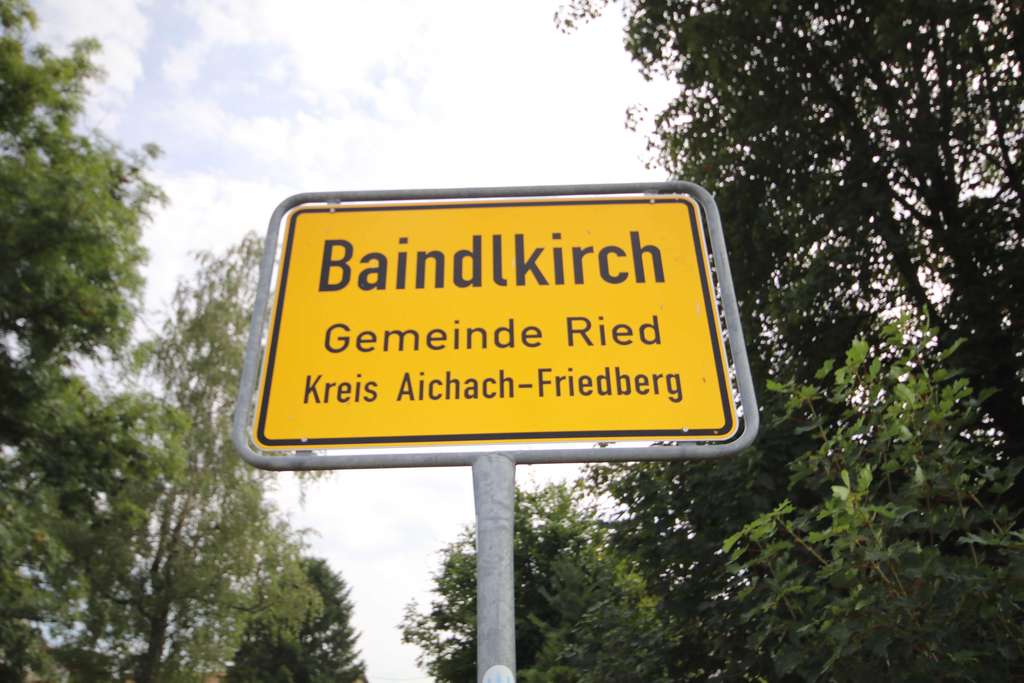 Baindlkirch
Gemeinde Ried
Kreis Aichach-Friedberg